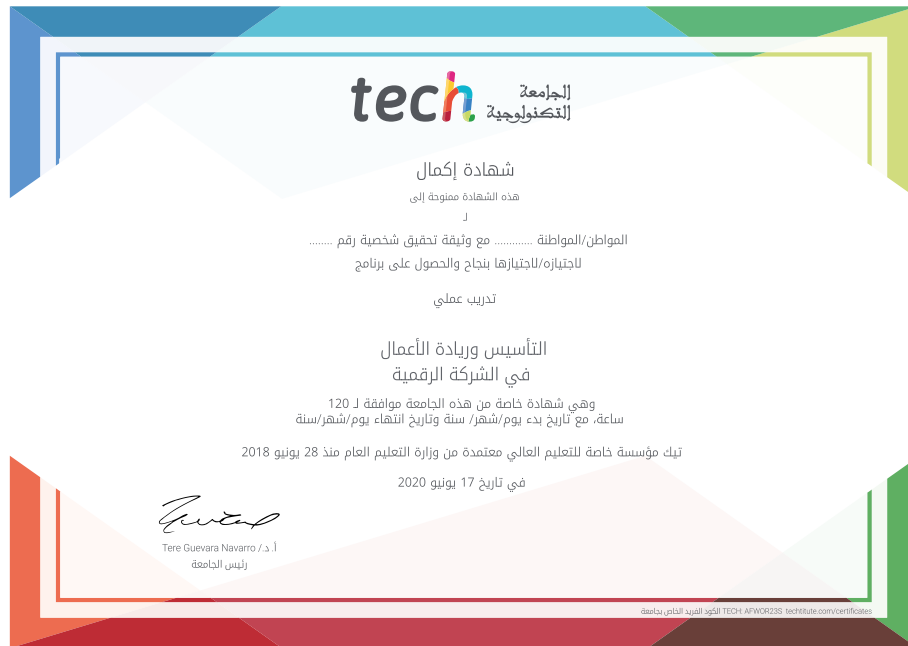 tech الجامعة
التكنولوجية
شهادة إكمال
هذه الشهادة ممنوحة إلى
لـ
المواطن/المواطنة ............. مع وثيقة تحقيق شخصية رقم ........
لاجتيازه/لاجتيازها بنجاح والحصول على برنامج
تدريب عملي
التأسيس وريادة الأعمال
في الشركة الرقمية
وهي شهادة خاصة من هذه الجامعة موافقة لـ 120
ساعة، مع تاريخ بدء يوم/شهر/ سنة وتاريخ انتهاء يوم/شهر/سنة
تيك مؤسسة خاصة للتعليم العالي معتمدة من وزارة التعليم العام منذ 28 يونيو 2018
في تاريخ 17 يونيو 2020
أ. د./ Tere Guevara Navarro
رئيس الجامعة
الكود الفريد الخاص بجامعة TECH: AFWOR23S techtitute.com/certificates